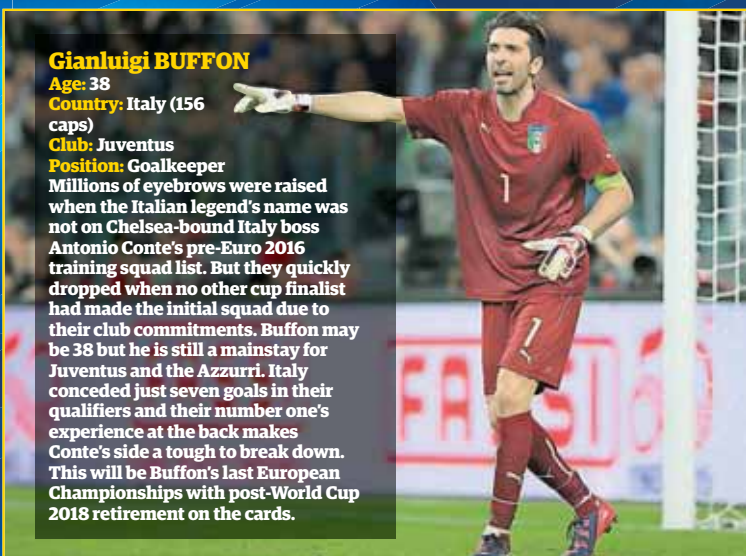 Gianluigi BUFFON
Age: 38
Country: Italy (156
caps)
Club: Juventus
Position: Goalkeeper
Millions of eyebrows were raised
when the Italian legend’s name was
not on Chelsea-bound Italy boss
Antonio Conte’s pre-Euro 2016
training squad list. But they quickly
dropped when no other cup finalist
had made the initial squad due to
their club commitments. Buffon may
be 38 but he is still a mainstay for
Juventus and the Azzurri. Italy
conceded just seven goals in their
qualifiers and their number one’s
experience at the back makes
Conte’s side a tough to break down.
This will be Buffon’s last European
Championships with post-World Cup
2018 retirement on the cards.
1
1